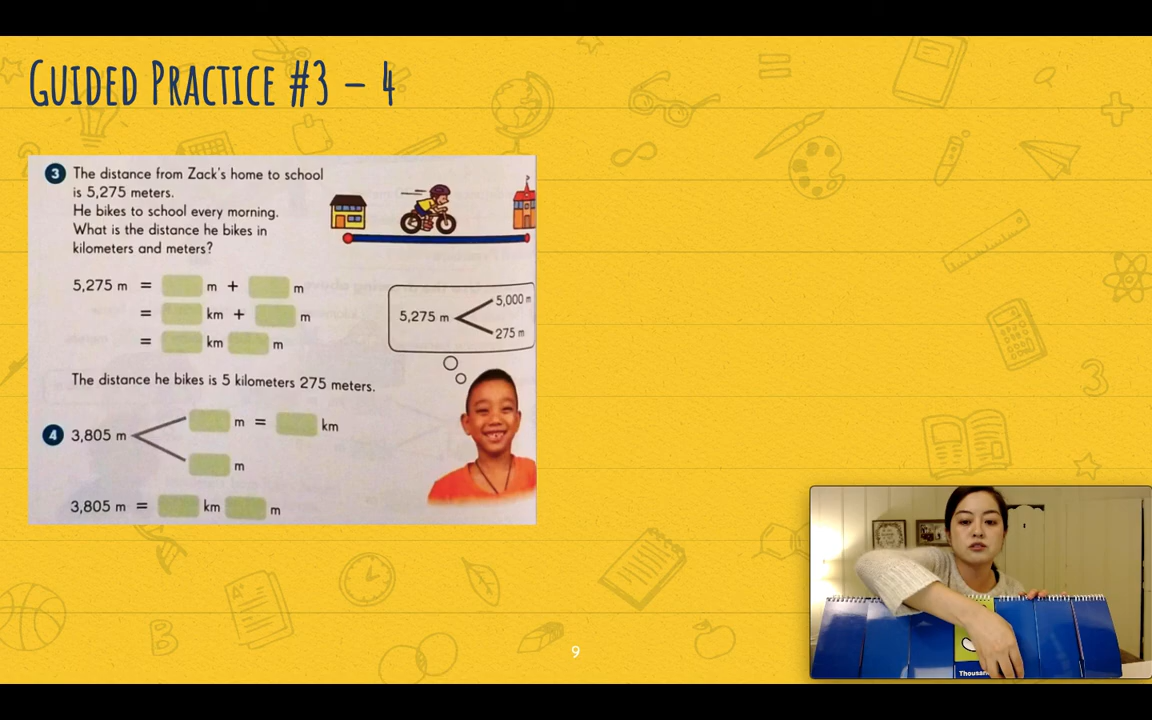 GUIDED PRACTICE #3 – 4
3 The distance from Zack's home to school
is 5,275 meters.
He bikes to school every morning.
What is the distance he bikes in
kilometers and meters?
5,275 m = m + m
= km + m
= km m
5,275 m
5,000 m
275 m
The distance he bikes is 5 kilometers 275 meters.
4 3,805 m
m = km
m
3,805 m = km m
9